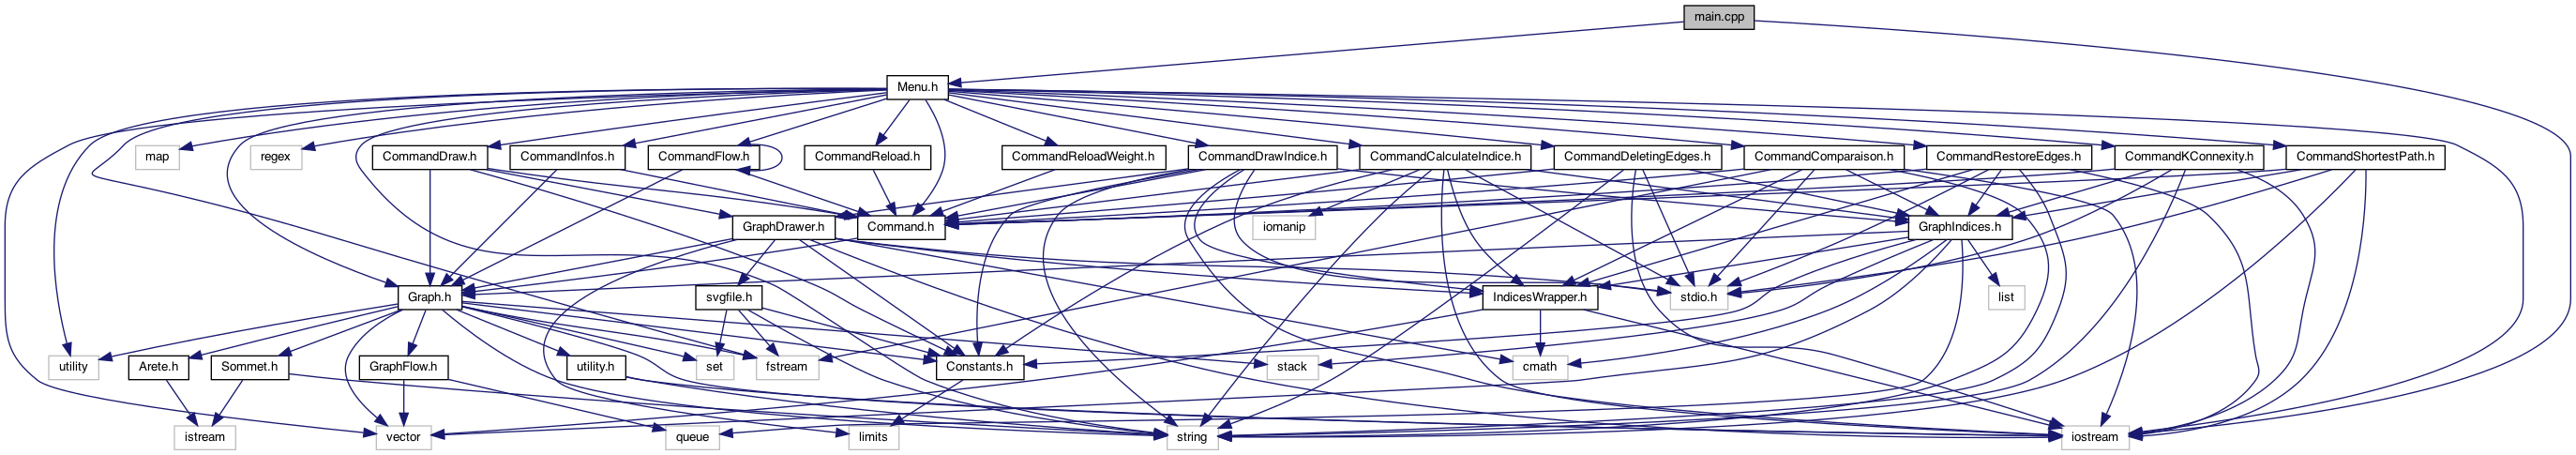 main.cpp
Menu.h
map
regex
CommandDraw.h
CommandInfos.h
CommandFlow.h
CommandReload.h
CommandReloadWeight.h
CommandDrawIndice.h
CommandCalculateIndice.h
CommandDeletingEdges.h
CommandComparaison.h
CommandRestoreEdges.h
CommandKConnexity.h
CommandShortestPath.h
GraphDrawer.h
Command.h
iomanip
GraphIndices.h
Graph.h
svgfile.h
IndicesWrapper.h
stdio.h
list
utility
Arete.h
Sommet.h
GraphFlow.h
utility.h
set
fstream
Constants.h
stack
cmath
istream
vector
queue
limits
string
iostream